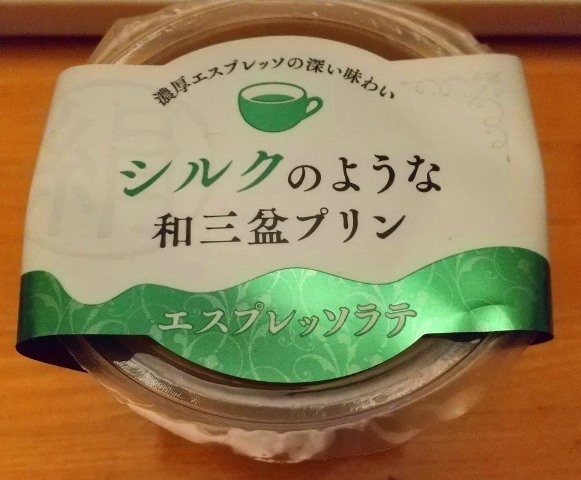 濃厚エスプレッソの深い味わい
シルクのような
和三盆プリン
エスプレッソラテ